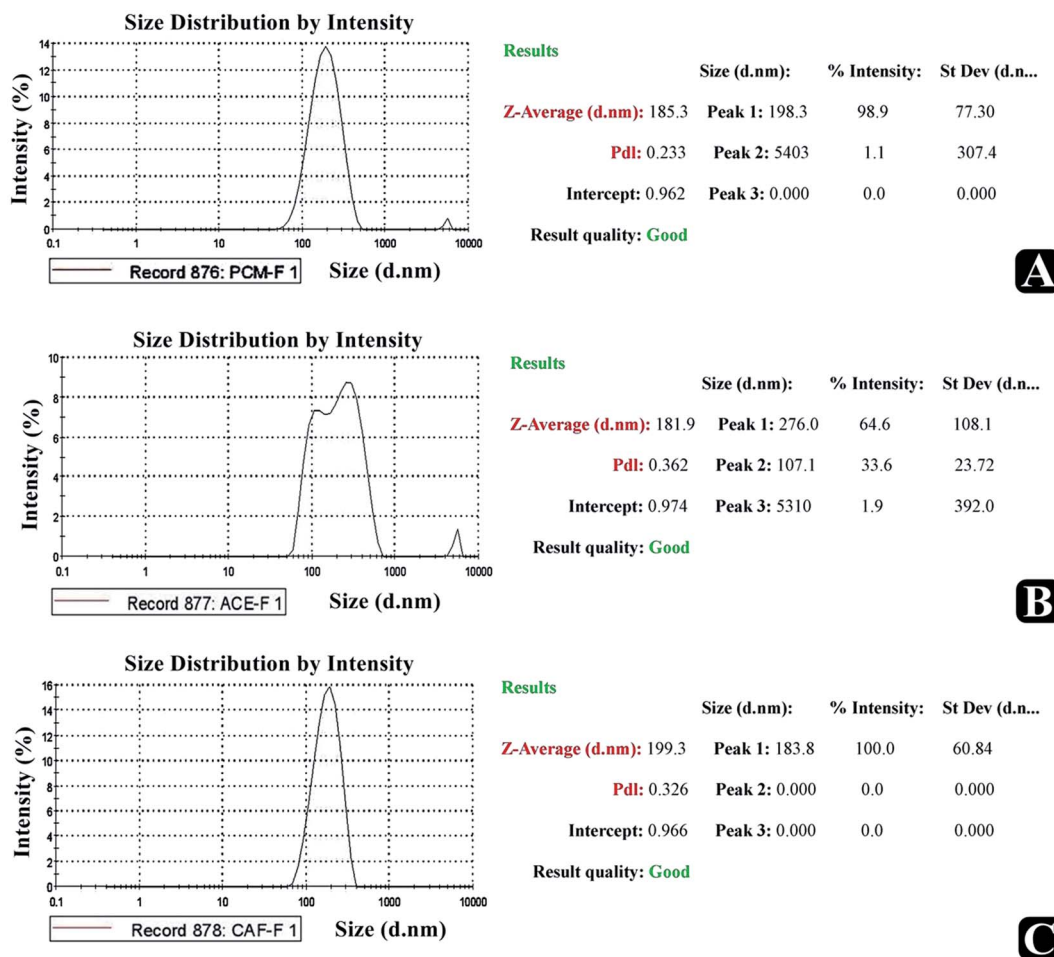 Size Distribution by Intensity
Intensity (%)
14
12
10
8
6
4
2
0
0.1 1 10 100 1000 10000
Record 876: PCM-F 1
Size (d.nm)
Results
Size (d.nm): % Intensity: St Dev (d.n...
Z-Average (d.nm): 185.3 Peak 1: 198.3 98.9 77.30
PdI: 0.233 Peak 2: 5403 1.1 307.4
Intercept: 0.962 Peak 3: 0.000 0.0 0.000
Result quality: Good
A
Size Distribution by Intensity
Intensity (%)
10
8
6
4
2
0
0.1 1 10 100 1000 10000
Record 877: ACE-F 1
Size (d.nm)
Results
Size (d.nm): % Intensity: St Dev (d.n...
Z-Average (d.nm): 181.9 Peak 1: 276.0 64.6 108.1
PdI: 0.362 Peak 2: 107.1 33.6 23.72
Intercept: 0.974 Peak 3: 5310 1.9 392.0
Result quality: Good
B
Size Distribution by Intensity
Intensity (%)
16
14
12
10
8
6
4
2
0
0.1 1 10 100 1000 10000
Record 878: CAF-F 1
Size (d.nm)
Results
Size (d.nm): % Intensity: St Dev (d.n...
Z-Average (d.nm): 199.3 Peak 1: 183.8 100.0 60.84
PdI: 0.326 Peak 2: 0.000 0.0 0.000
Intercept: 0.966 Peak 3: 0.000 0.0 0.000
Result quality: Good
C